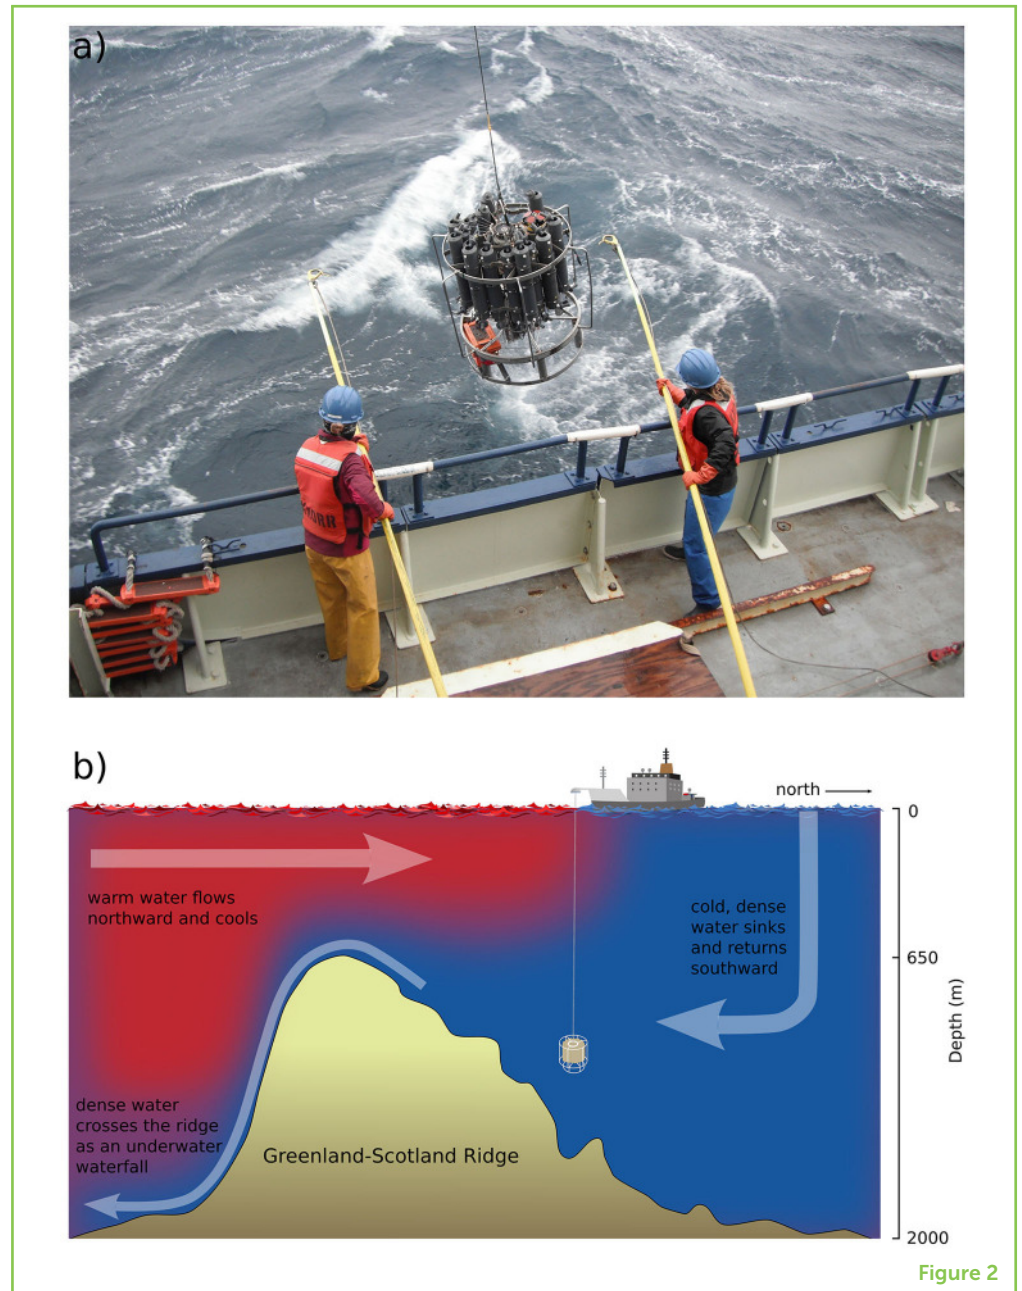 a)
b)
north
0
warm water flows
northward and cools
cold, dense
water sinks
and returns
southward
650
Depth (m)
dense water
crosses the ridge
as an underwater
waterfall
Greenland-Scotland Ridge
2000
Figure 2